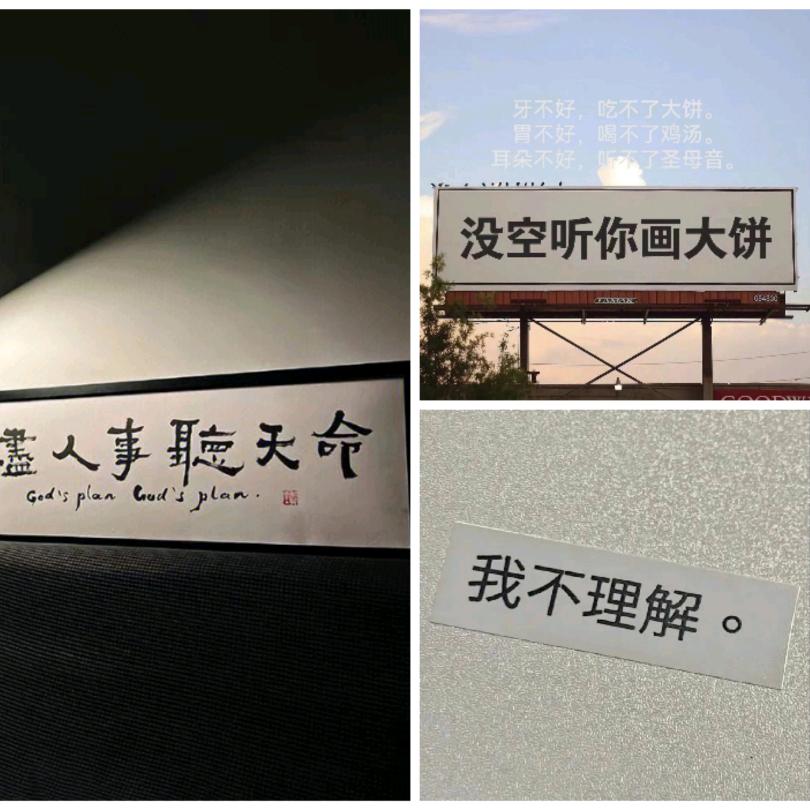 盡人事聽天命
God's plan God's plan.
牙不好，吃不了大饼。
胃不好，喝不了鸡汤。
耳朵不好，听不了圣母音。
没空听你画大饼
034830
GOODW
我不理解。